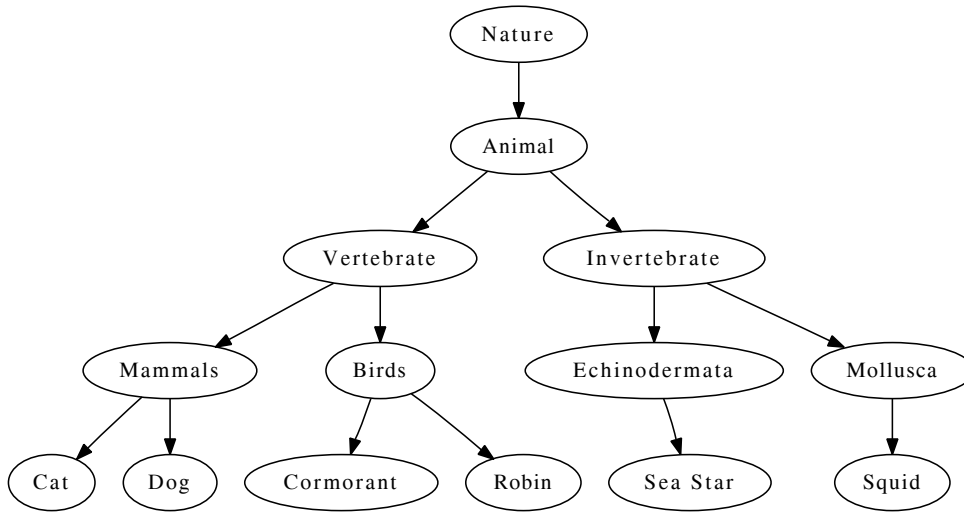 Nature
Animal
Vertebrate
Invertebrate
Mammals
Birds
Echinodermata
Mollusca
Cat
Dog
Cormorant
Robin
Sea Star
Squid